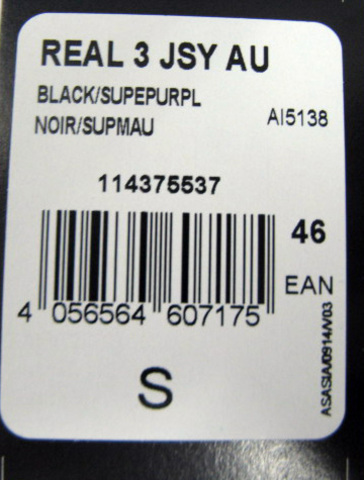 REAL 3 JSY AU
BLACK/SUPEPURPL
NOIR/SUPMAU
AI5138
114375537
46
EAN
4 056564 607175
S
ASASIA/0914/V03